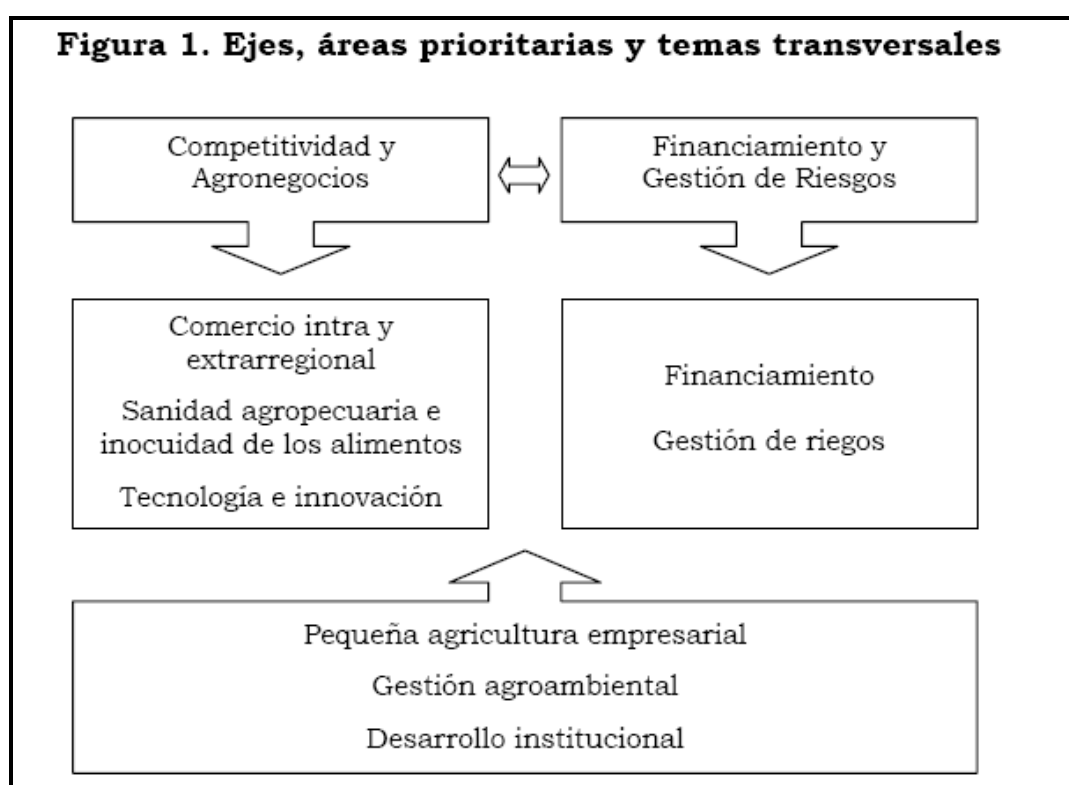 Figura 1. Ejes, áreas prioritarias y temas transversales
Competitividad y
Agronegocios
Financiamiento y
Gestión de Riesgos
Comercio intra y
extrarregional
Sanidad agropecuaria e
inocuidad de los alimentos
Tecnología e innovación
Financiamiento
Gestión de riegos
Pequeña agricultura empresarial
Gestión agroambiental
Desarrollo institucional